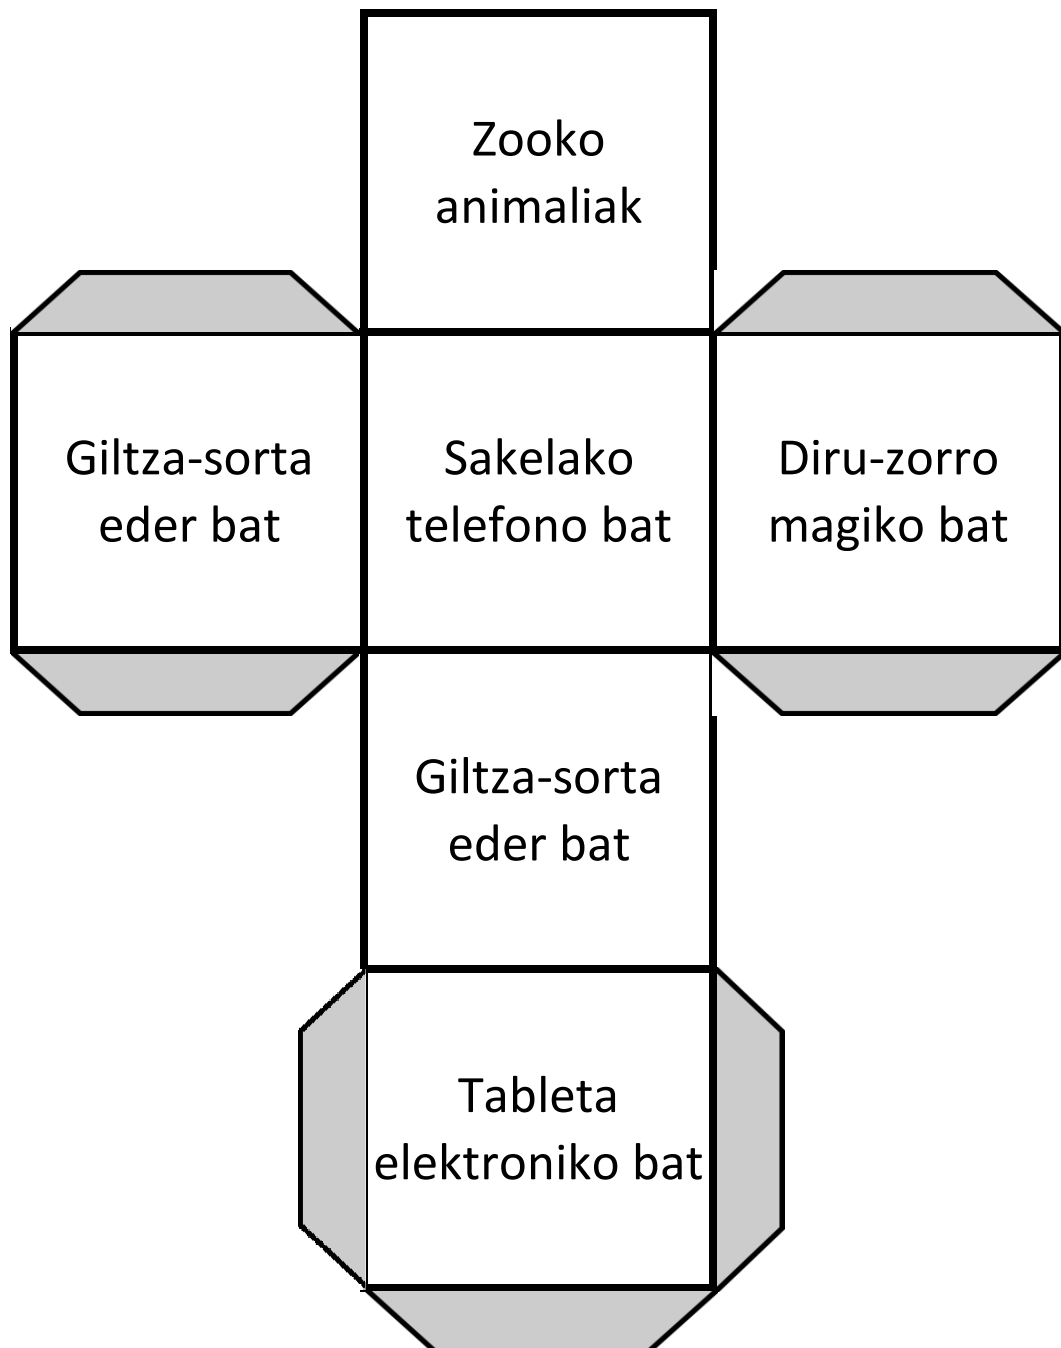 Zooko
animaliak
Giltza-sorta
eder bat
Sakelako
telefono bat
Diru-zorro
magiko bat
Giltza-sorta
eder bat
Tableta
elektroniko bat